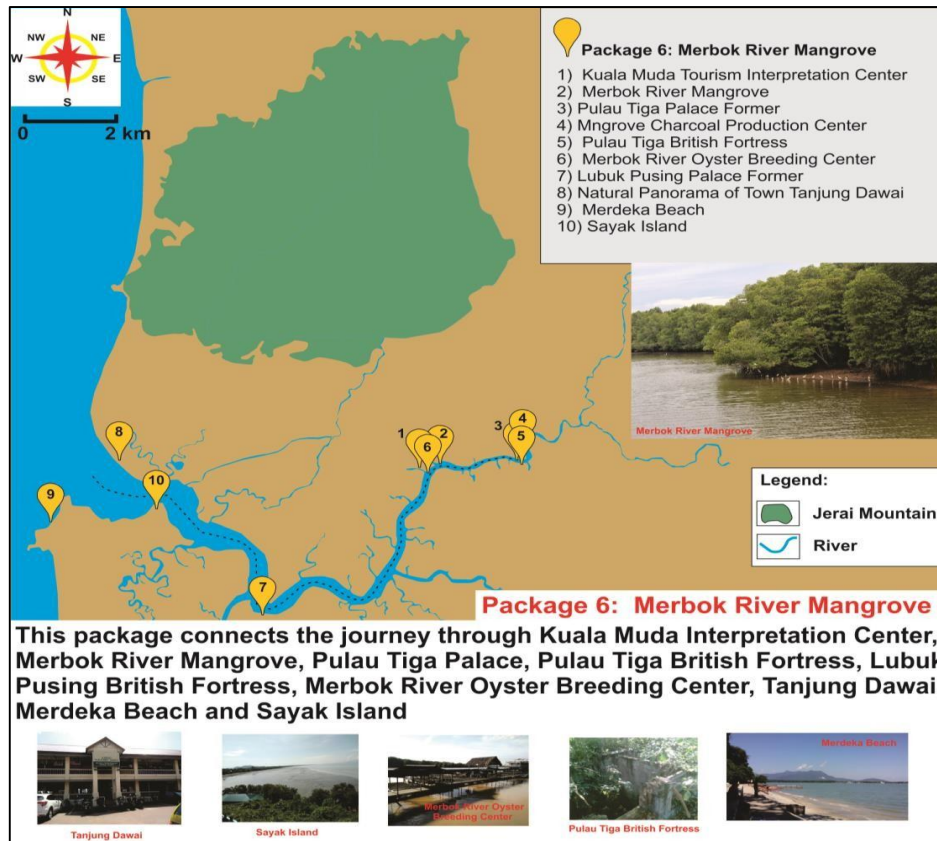 N
NW NE
W E
SW SE
S
0 2 km
Package 6: Merbok River Mangrove
1) Kuala Muda Tourism Interpretation Center
2) Merbok River Mangrove
3) Pulau Tiga Palace Former
4) Mngrove Charcoal Production Center
5) Pulau Tiga British Fortress
6) Merbok River Oyster Breeding Center
7) Lubuk Pusing Palace Former
8) Natural Panorama of Town Tanjung Dawai
9) Merdeka Beach
10) Sayak Island
Merbok River Mangrove
8
1
6
2
3
4
5
9
10
7
Legend:
Jerai Mountain
River
Package 6: Merbok River Mangrove
This package connects the journey through Kuala Muda Interpretation Center,
Merbok River Mangrove, Pulau Tiga Palace, Pulau Tiga British Fortress, Lubuk
Pusing British Fortress, Merbok River Oyster Breeding Center, Tanjung Dawai
Merdeka Beach and Sayak Island
Tanjung Dawai
Sayak Island
Merbok River Oyster
Breeding Center
Pulau Tiga British Fortress
Merdeka Beach